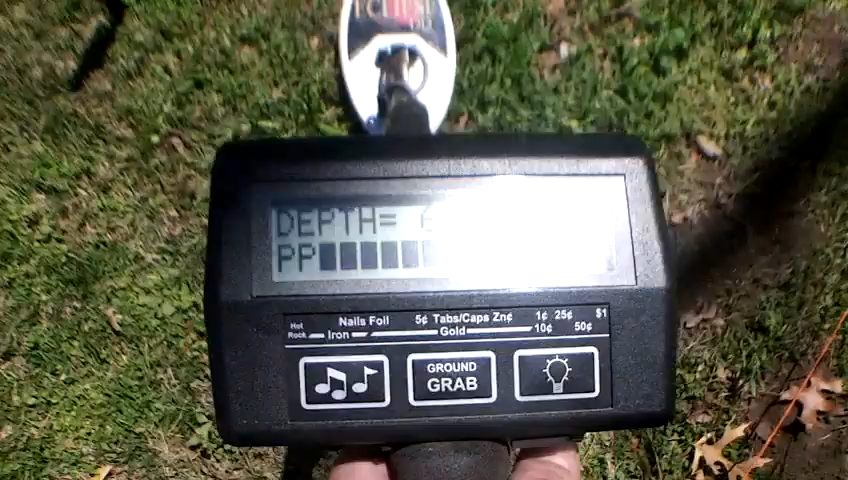 DEPTH=
PP
Nails Foil 5¢ Tabs/Caps Zn¢ 1¢ 25¢ $1
Hot Rock Iron Gold 10¢ 50¢
GROUND
GRAB